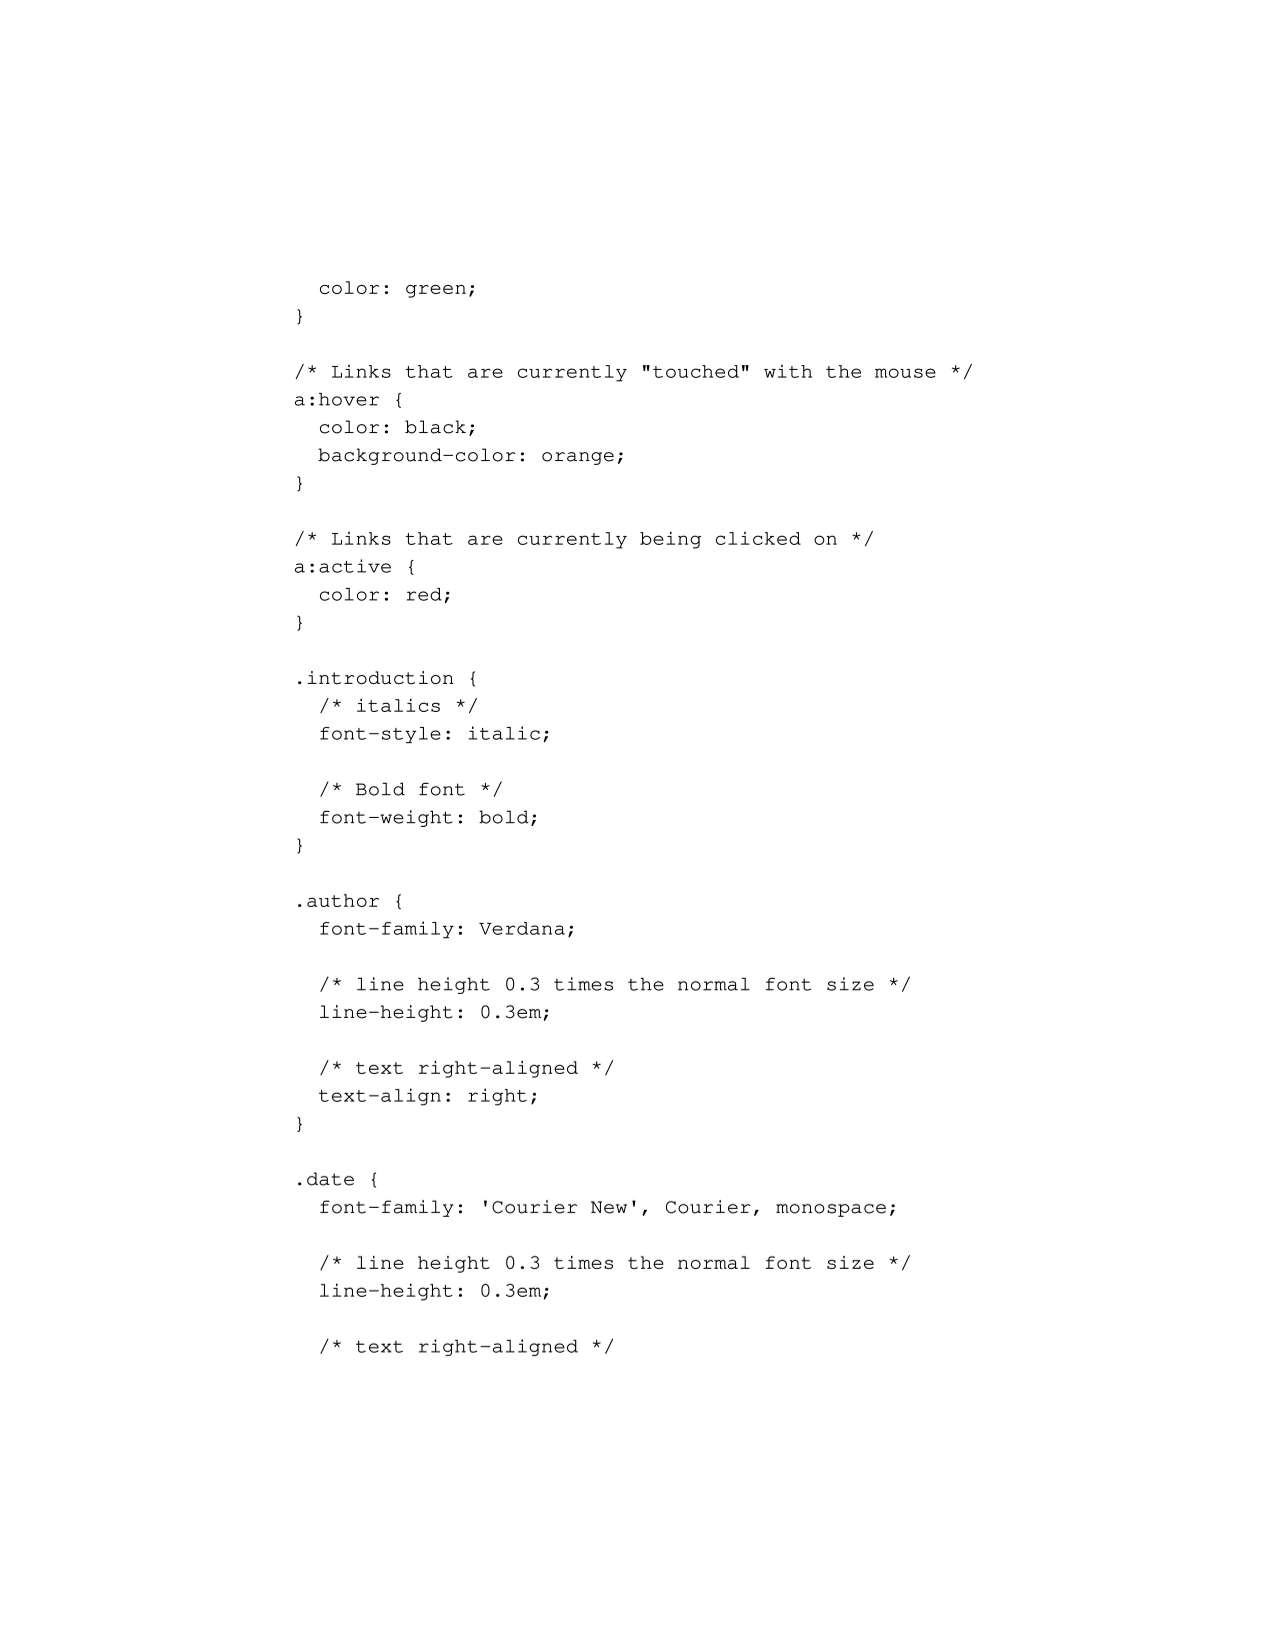 color: green;
}

/* Links that are currently "touched" with the mouse */
a:hover {
  color: black;
  background-color: orange;
}

/* Links that are currently being clicked on */
a:active {
  color: red;
}

.introduction {
  /* italics */
  font-style: italic;

  /* Bold font */
  font-weight: bold;
}

.author {
  font-family: Verdana;

  /* line height 0.3 times the normal font size */
  line-height: 0.3em;

  /* text right-aligned */
  text-align: right;
}

.date {
  font-family: 'Courier New', Courier, monospace;

  /* line height 0.3 times the normal font size */
  line-height: 0.3em;

  /* text right-aligned */